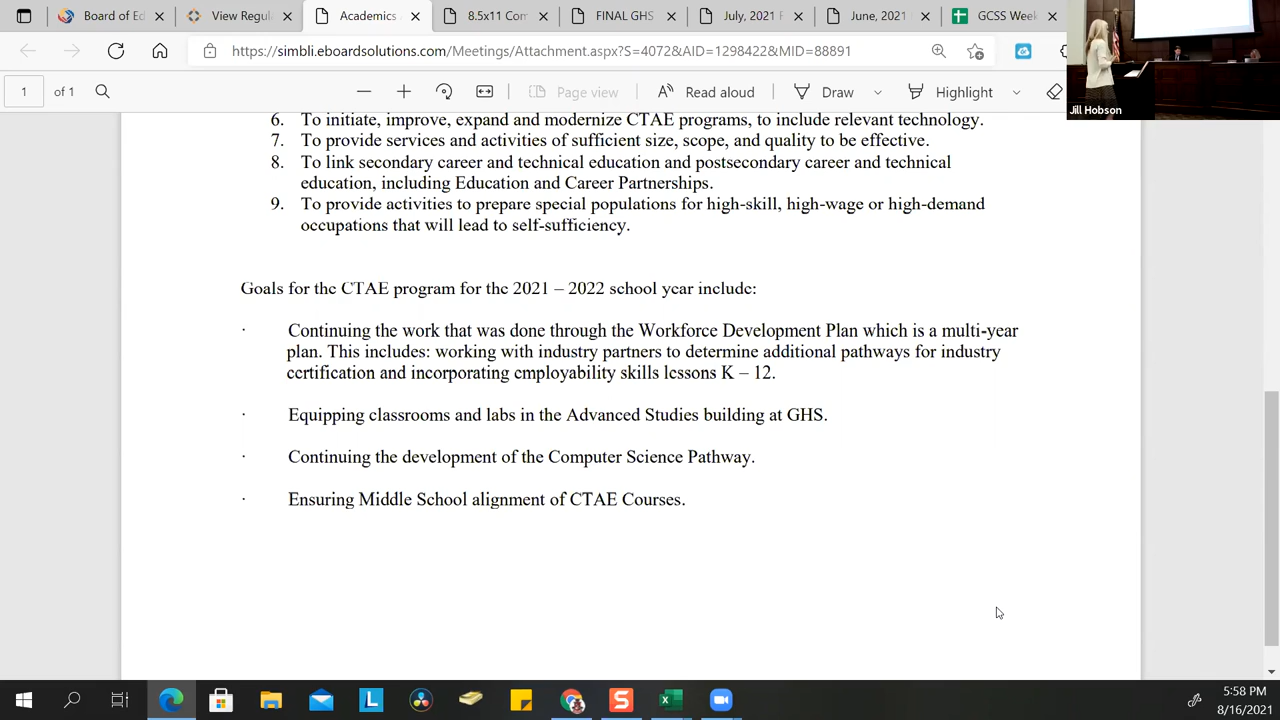 Board of Ed
View Regul
Academics
8.5x11 Com
FINAL GHS
July, 2021 F
June, 2021
GCSS Week
https://simbli.eboardsolutions.com/Meetings/Attachment.aspx?S=4072&AID=1298422&MID=88891
1 of 1
Page view
Read aloud
Draw
Highlight
Jill Hobson
6. To initiate, improve, expand and modernize CTAE programs, to include relevant technology.
7. To provide services and activities of sufficient size, scope, and quality to be effective.
8. To link secondary career and technical education and postsecondary career and technical
education, including Education and Career Partnerships.
9. To provide activities to prepare special populations for high-skill, high-wage or high-demand
occupations that will lead to self-sufficiency.
Goals for the CTAE program for the 2021 – 2022 school year include:
· Continuing the work that was done through the Workforce Development Plan which is a multi-year
plan. This includes: working with industry partners to determine additional pathways for industry
certification and incorporating employability skills lessons K – 12.
· Equipping classrooms and labs in the Advanced Studies building at GHS.
· Continuing the development of the Computer Science Pathway.
· Ensuring Middle School alignment of CTAE Courses.
5:58 PM
8/16/2021